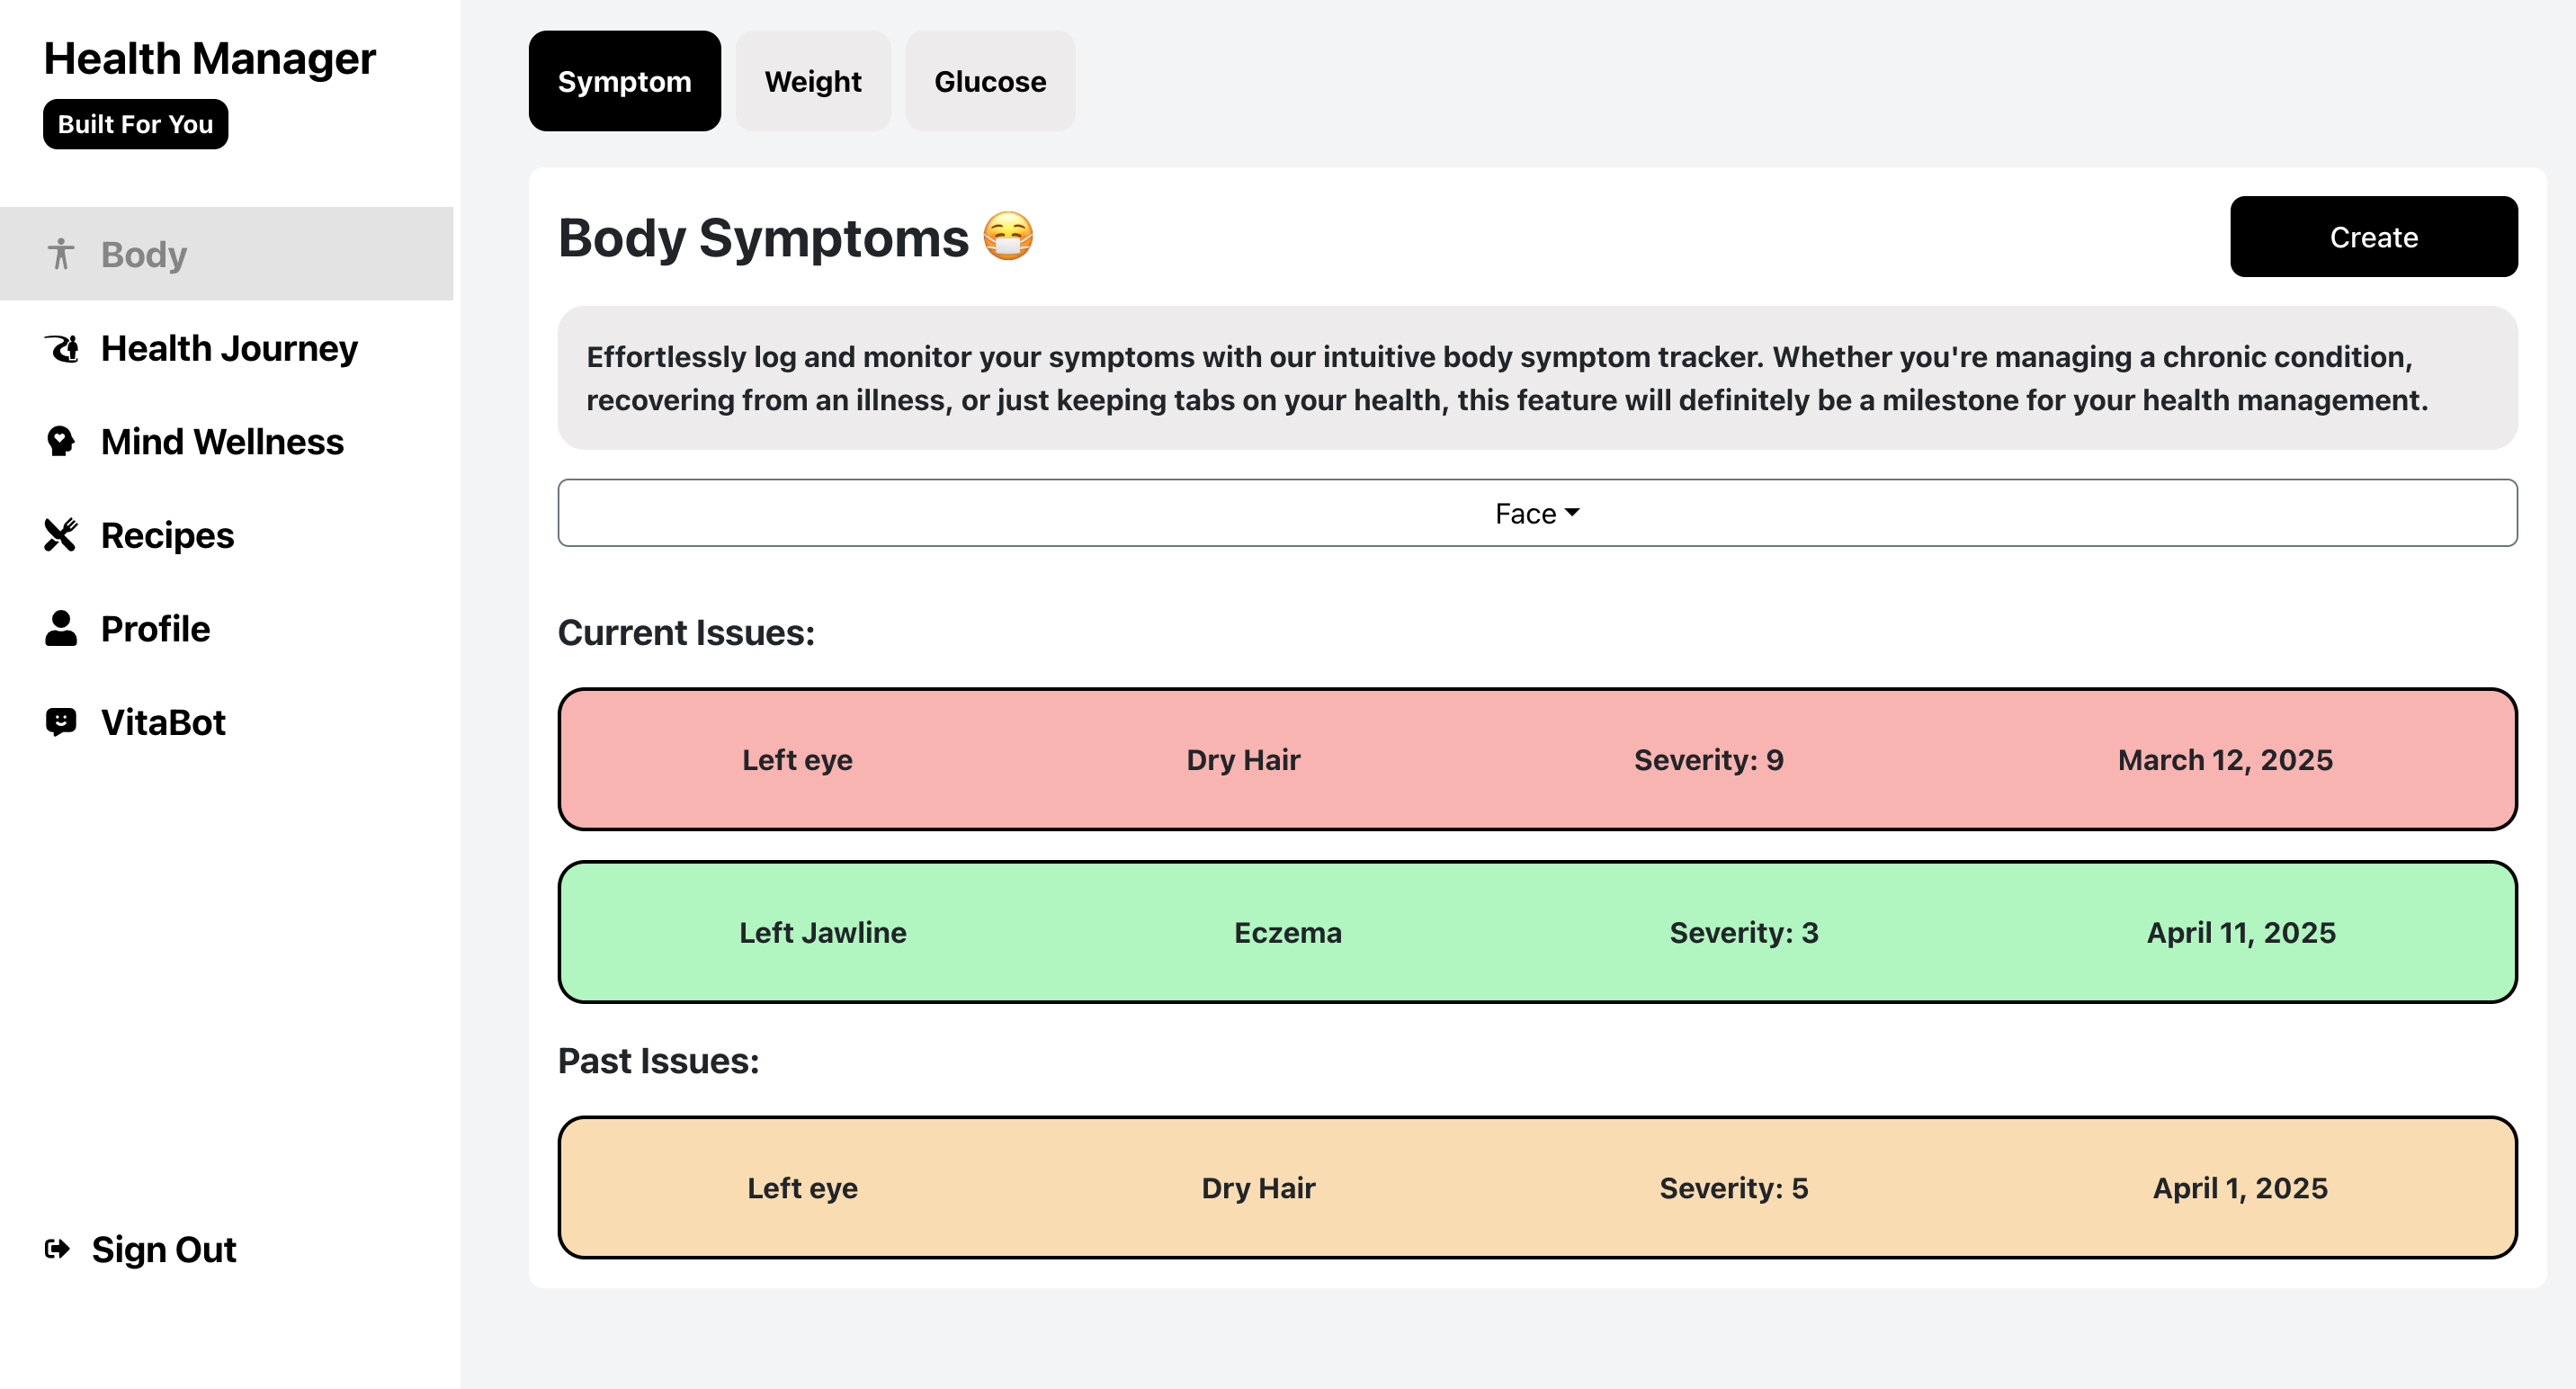 Health Manager
Built For You
Body
Health Journey
Mind Wellness
Recipes
Profile
VitaBot
Sign Out
Symptom Weight Glucose
Body Symptoms 😷
Create
Effortlessly log and monitor your symptoms with our intuitive body symptom tracker. Whether you're managing a chronic condition,
recovering from an illness, or just keeping tabs on your health, this feature will definitely be a milestone for your health management.
Face
Current Issues:
Left eye Dry Hair Severity: 9 March 12, 2025
Left Jawline Eczema Severity: 3 April 11, 2025
Past Issues:
Left eye Dry Hair Severity: 5 April 1, 2025